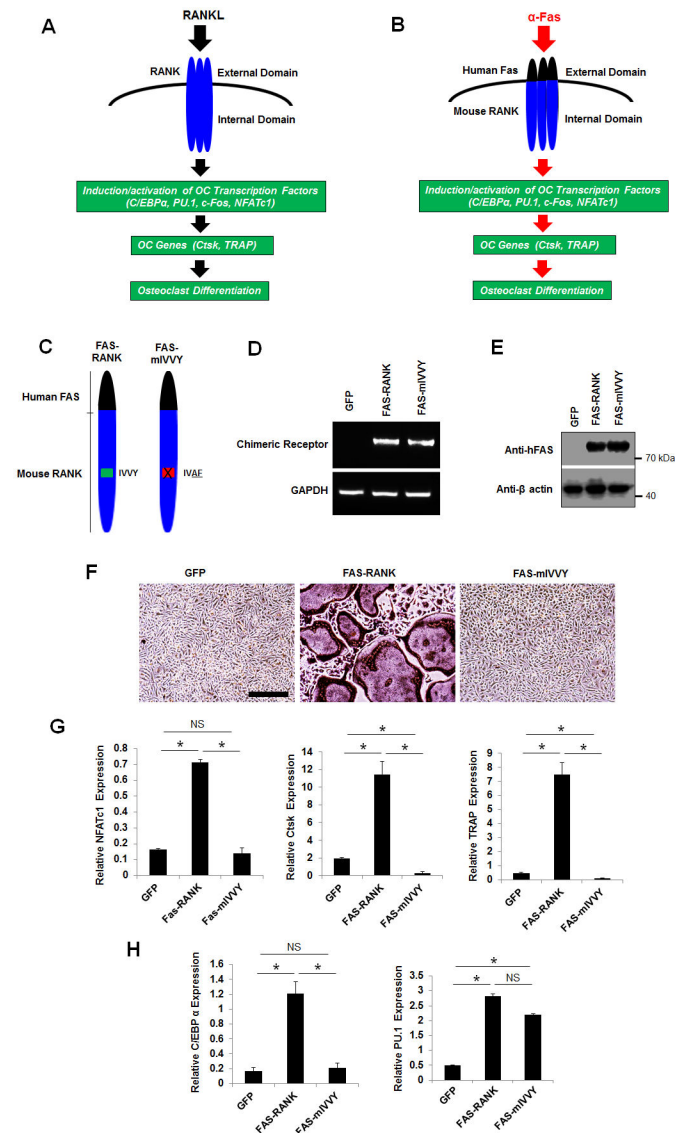 A
RANKL
RANK
External Domain
Internal Domain
Induction/activation of OC Transcription Factors
(C/EBPα, PU.1, c-Fos, NFATc1)
OC Genes (Ctsk, TRAP)
Osteoclast Differentiation
B
α-Fas
Human Fas
External Domain
Mouse RANK
Internal Domain
Induction/activation of OC Transcription Factors
(C/EBPα, PU.1, c-Fos, NFATc1)
OC Genes (Ctsk, TRAP)
Osteoclast Differentiation
C
FAS-
RANK
FAS-
mIVVY
Human FAS
Mouse RANK
IVVY
X
IVAF
D
GFP
FAS-RANK
FAS-mIVVY
Chimeric Receptor
GAPDH
E
GFP
FAS-RANK
FAS-mIVVY
Anti-hFAS
70 kDa
Anti-β actin
40
F
GFP
FAS-RANK
FAS-mIVVY
G
NS
*
*
Relative NFATc1 Expression
0.8
0.7
0.6
0.5
0.4
0.3
0.2
0.1
0
GFP
Fas-RANK
Fas-mIVVY
*
*
*
Relative Ctsk Expression
14
12
10
8
6
4
2
0
GFP
FAS-RANK
FAS-mIVVY
*
*
*
Relative TRAP Expression
9
8
7
6
5
4
3
2
1
0
GFP
FAS-RANK
FAS-mIVVY
H
NS
*
*
Relative C/EBP α Expression
1.6
1.4
1.2
1
0.8
0.6
0.4
0.2
0
GFP
FAS-RANK
FAS-mIVVY
*
*
NS
Relative PU.1 Expression
3.5
3
2.5
2
1.5
1
0.5
0
GFP
FAS-RANK
FAS-mIVVY